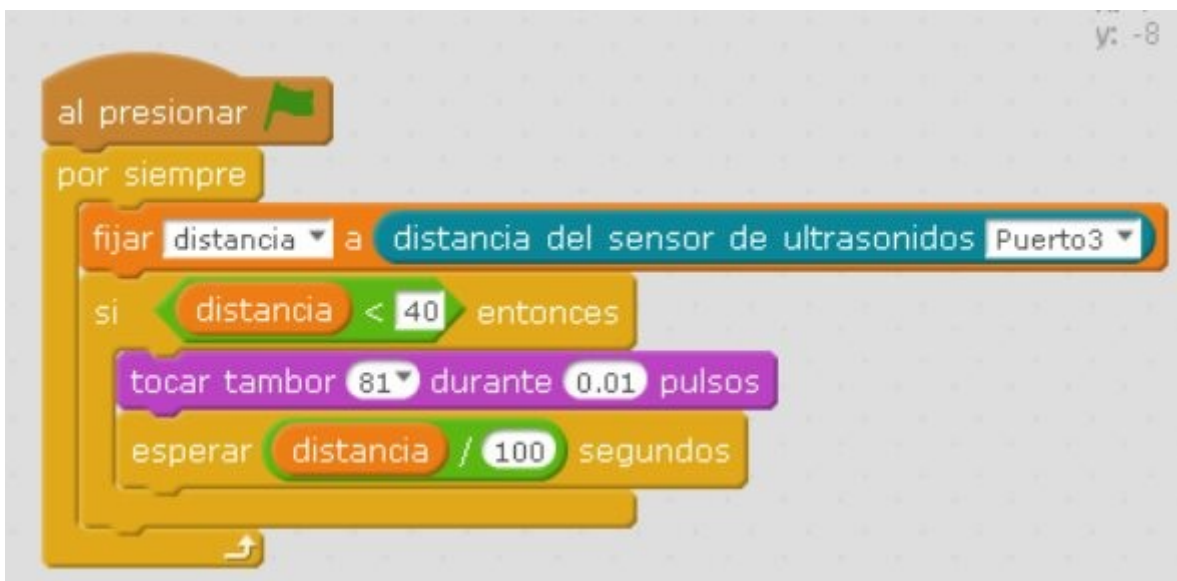 y: -8
al presionar
por siempre
fijar distancia a distancia del sensor de ultrasonidos Puerto3
si distancia < 40 entonces
tocar tambor 81 durante 0.01 pulsos
esperar distancia / 100 segundos